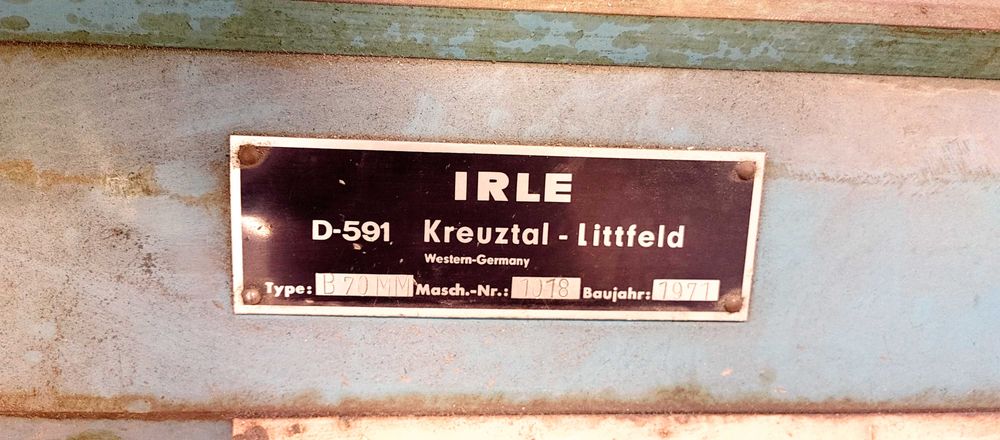 IRLE
D-591 Kreuztal - Littfeld
Western-Germany
Type: B 70 MM Masch.-Nr.: 1018 Baujahr: 1971